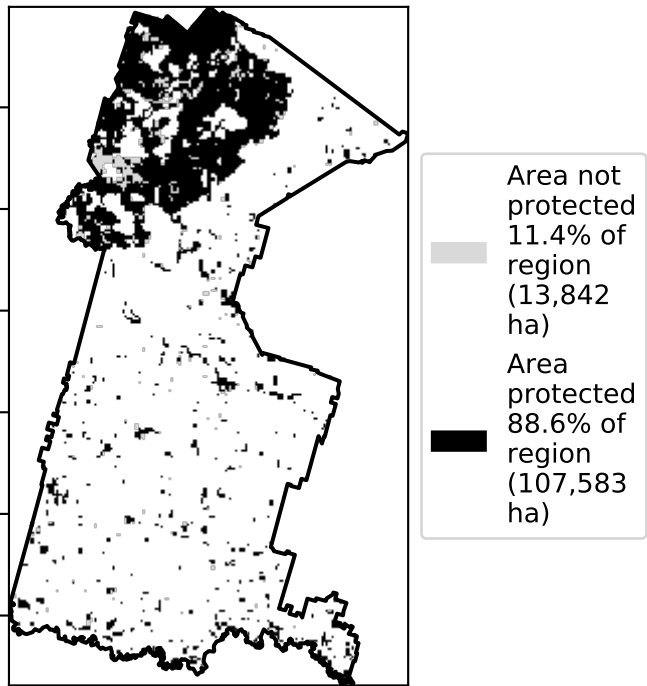 Area not
protected
11.4% of
region
(13,842
ha)
Area
protected
88.6% of
region
(107,583
ha)